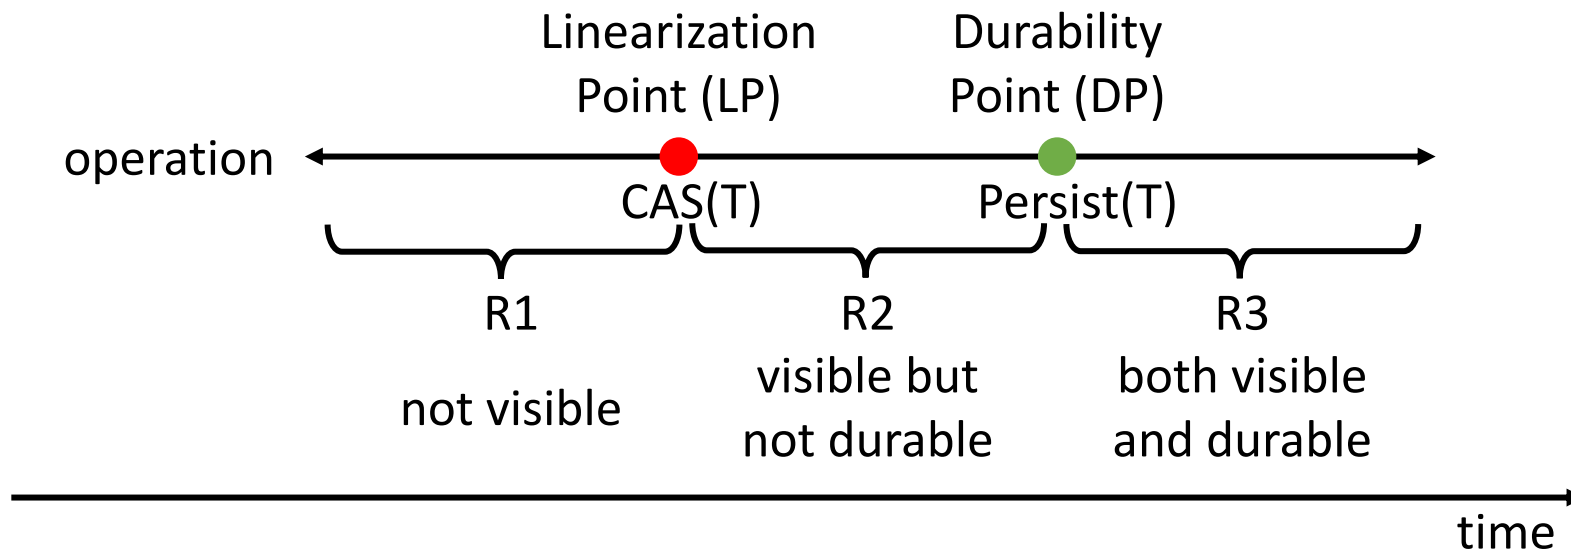 Linearization
Point (LP)
Durability
Point (DP)
operation
CAS(T)
Persist(T)
R1
not visible
R2
visible but
not durable
R3
both visible
and durable
time